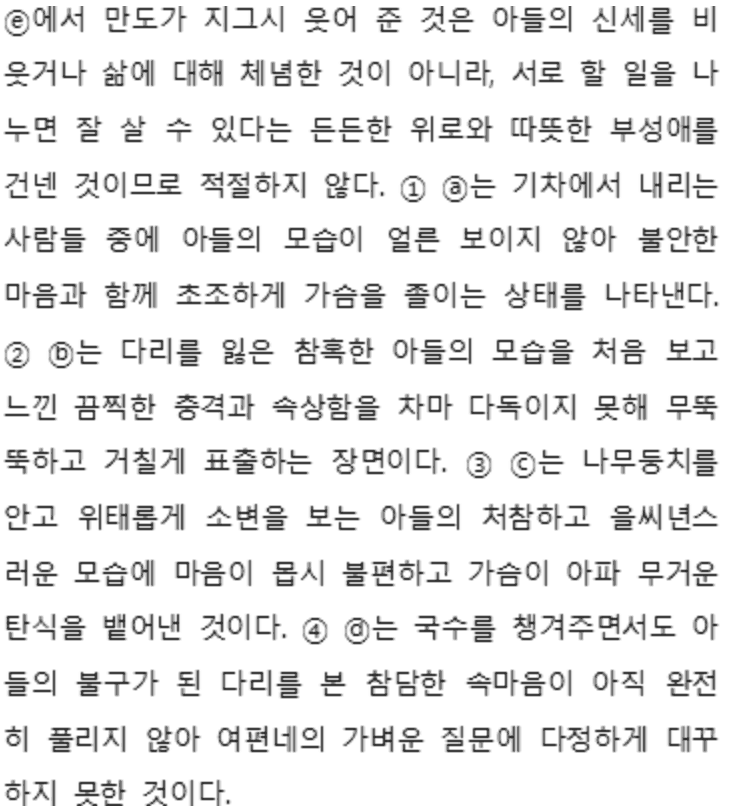 ⓔ에서 만도가 지그시 웃어 준 것은 아들의 신세를 비
웃거나 삶에 대해 체념한 것이 아니라, 서로 할 일을 나
누면 잘 살 수 있다는 든든한 위로와 따뜻한 부성애를
건넨 것이므로 적절하지 않다. ① ⓐ는 기차에서 내리는
사람들 중에 아들의 모습이 얼른 보이지 않아 불안한
마음과 함께 초조하게 가슴을 졸이는 상태를 나타낸다.
② ⓑ는 다리를 잃은 참혹한 아들의 모습을 처음 보고
느낀 끔찍한 충격과 속상함을 차마 다독이지 못해 무뚝
뚝하고 거칠게 표출하는 장면이다. ③ ⓒ는 나무둥치를
안고 위태롭게 소변을 보는 아들의 처참하고 을씨년스
러운 모습에 마음이 몹시 불편하고 가슴이 아파 무거운
탄식을 뱉어낸 것이다. ④ ⓓ는 국수를 챙겨주면서도 아
들의 불구가 된 다리를 본 참담한 속마음이 아직 완전
히 풀리지 않아 여편네의 가벼운 질문에 다정하게 대꾸
하지 못한 것이다.